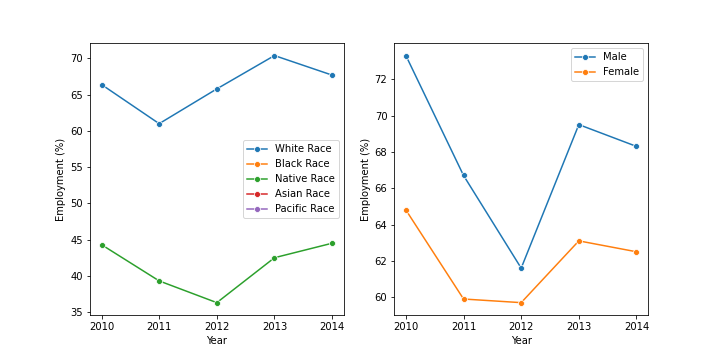 70
65
60
55
50
45
40
35
Employment (%)
2010 2011 2012 2013 2014
Year
White Race
Black Race
Native Race
Asian Race
Pacific Race
72
70
68
66
64
62
60
Employment (%)
2010 2011 2012 2013 2014
Year
Male
Female